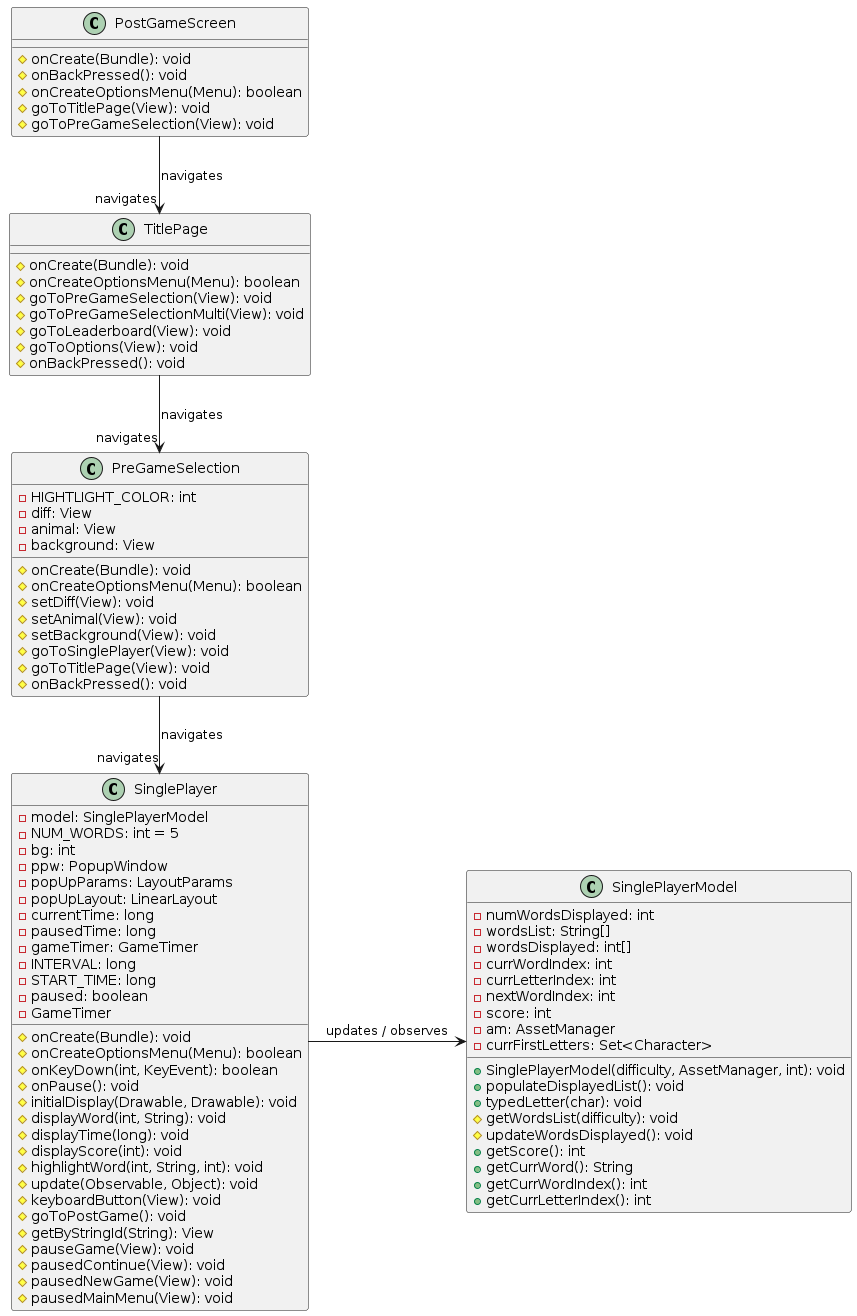 C PostGameScreen
onCreate(Bundle): void
onBackPressed(): void
onCreateOptionsMenu(Menu): boolean
goToTitlePage(View): void
goToPreGameSelection(View): void
navigates
navigates
C TitlePage
onCreate(Bundle): void
onCreateOptionsMenu(Menu): boolean
goToPreGameSelection(View): void
goToPreGameSelectionMulti(View): void
goToLeaderboard(View): void
goToOptions(View): void
onBackPressed(): void
navigates
navigates
C PreGameSelection
HIGHTLIGHT_COLOR: int
diff: View
animal: View
background: View
onCreate(Bundle): void
onCreateOptionsMenu(Menu): boolean
setDiff(View): void
setAnimal(View): void
setBackground(View): void
goToSinglePlayer(View): void
goToTitlePage(View): void
onBackPressed(): void
navigates
navigates
C SinglePlayer
model: SinglePlayerModel
NUM_WORDS: int = 5
bg: int
ppw: PopupWindow
popUpParams: LayoutParams
popUpLayout: LinearLayout
currentTime: long
pausedTime: long
gameTimer: GameTimer
INTERVAL: long
START_TIME: long
paused: boolean
GameTimer
onCreate(Bundle): void
onCreateOptionsMenu(Menu): boolean
onKeyDown(int, KeyEvent): boolean
onPause(): void
initialDisplay(Drawable, Drawable): void
displayWord(int, String): void
displayTime(long): void
displayScore(int): void
highlightWord(int, String, int): void
update(Observable, Object): void
keyboardButton(View): void
goToPostGame(): void
getByStringId(String): View
pauseGame(View): void
pausedContinue(View): void
pausedNewGame(View): void
pausedMainMenu(View): void
updates / observes
C SinglePlayerModel
numWordsDisplayed: int
wordsList: String[]
wordsDisplayed: int[]
currWordIndex: int
currLetterIndex: int
nextWordIndex: int
score: int
am: AssetManager
currFirstLetters: Set<Character>
SinglePlayerModel(difficulty, AssetManager, int): void
populateDisplayedList(): void
typedLetter(char): void
getWordsList(difficulty): void
updateWordsDisplayed(): void
getScore(): int
getCurrWord(): String
getCurrWordIndex(): int
getCurrLetterIndex(): int